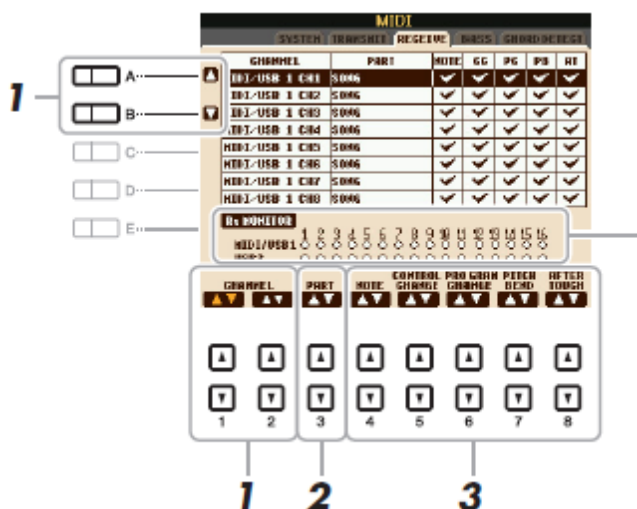 MIDI
SYSTEM TRANSMIT RECEIVE BASS CHORD DETECT
CHANNEL PART NOTE CC PC PB AT
MIDI/USB 1 CH1 SONG
MIDI/USB 1 CH2 SONG
MIDI/USB 1 CH3 SONG
MIDI/USB 1 CH4 SONG
MIDI/USB 1 CH5 SONG
MIDI/USB 1 CH6 SONG
MIDI/USB 1 CH7 SONG
MIDI/USB 1 CH8 SONG
1
A
B
C
D
E
Rx MONITOR
1 2 3 4 5 6 7 8 9 10 11 12 13 14 15 16
MIDI/USB1
CHANNEL PART NOTE CONTROL CHANGE PROGRAM CHANGE PITCH BEND AFTER TOUCH
1 2 3 4 5 6 7 8
1 2 3